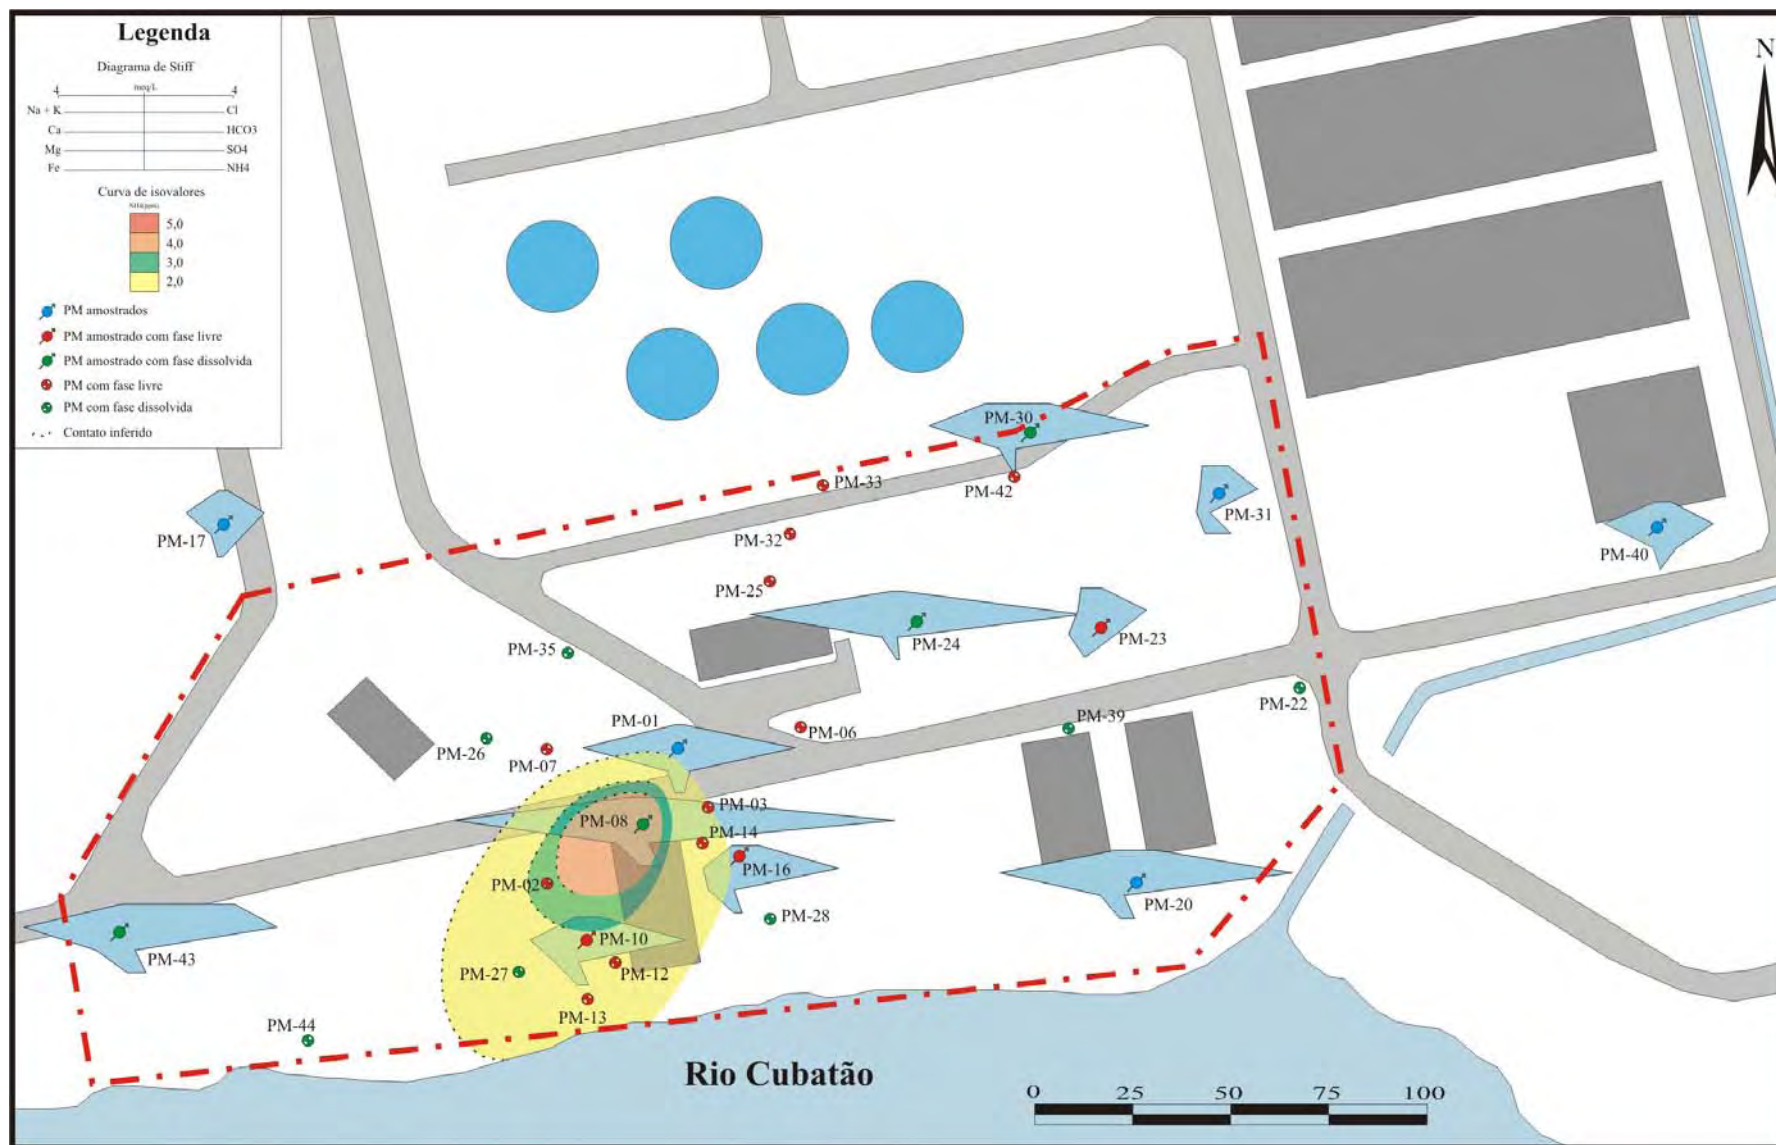 Legenda
Diagrama de Stiff
4 meq/L 4
Na + K Cl
Ca HCO3
Mg SO4
Fe NH4
Curva de isovalores
5,0
4,0
3,0
2,0
PM amostrados
PM amostrado com fase livre
PM amostrado com fase dissolvida
PM com fase livre
PM com fase dissolvida
Contato inferido
N
PM-30
PM-33
PM-42
PM-31
PM-17
PM-32
PM-40
PM-25
PM-24
PM-23
PM-35
PM-22
PM-01
PM-39
PM-06
PM-26
PM-07
PM-03
PM-08
PM-14
PM-16
PM-02
PM-20
PM-28
PM-10
PM-43
PM-27
PM-12
PM-13
PM-44
Rio Cubatão
0 25 50 75 100